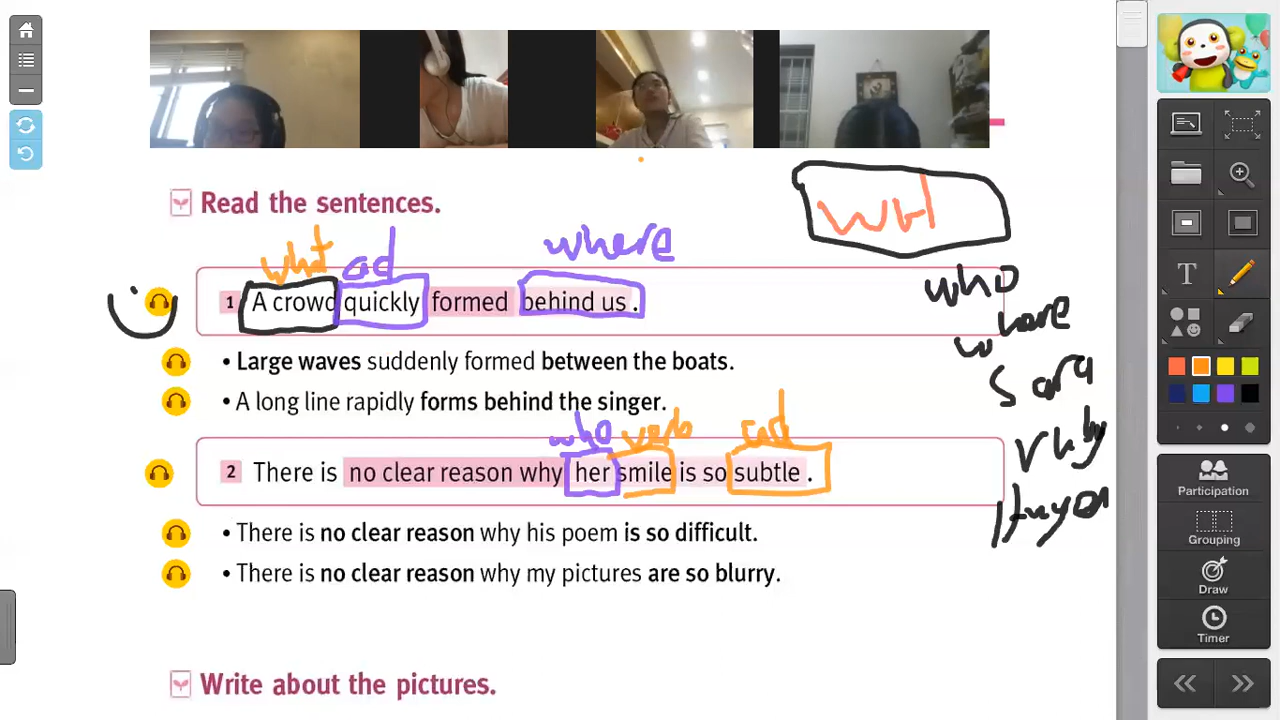 Read the sentences.
WH
what ad where
1 A crowd quickly formed behind us.
who
where
• Large waves suddenly formed between the boats.
• A long line rapidly forms behind the singer.
Sara
who verb ad
2 There is no clear reason why her smile is so subtle.
• There is no clear reason why his poem is so difficult.
• There is no clear reason why my pictures are so blurry.
Write about the pictures.
T
Participation
Grouping
Draw
Timer